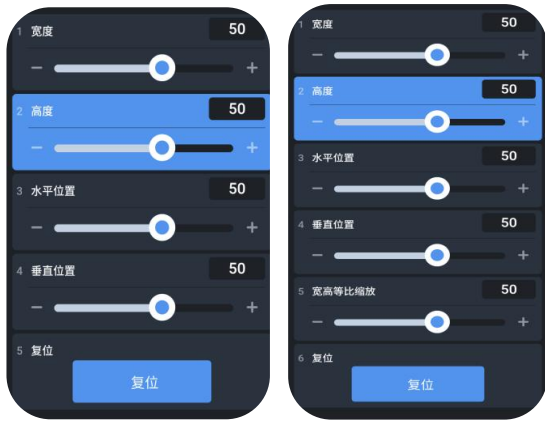 1 宽度 50
− +
2 高度 50
− +
3 水平位置 50
− +
4 垂直位置 50
− +
5 复位
复位
1 宽度 50
− +
2 高度 50
− +
3 水平位置 50
− +
4 垂直位置 50
− +
5 宽高等比缩放 50
− +
6 复位
复位